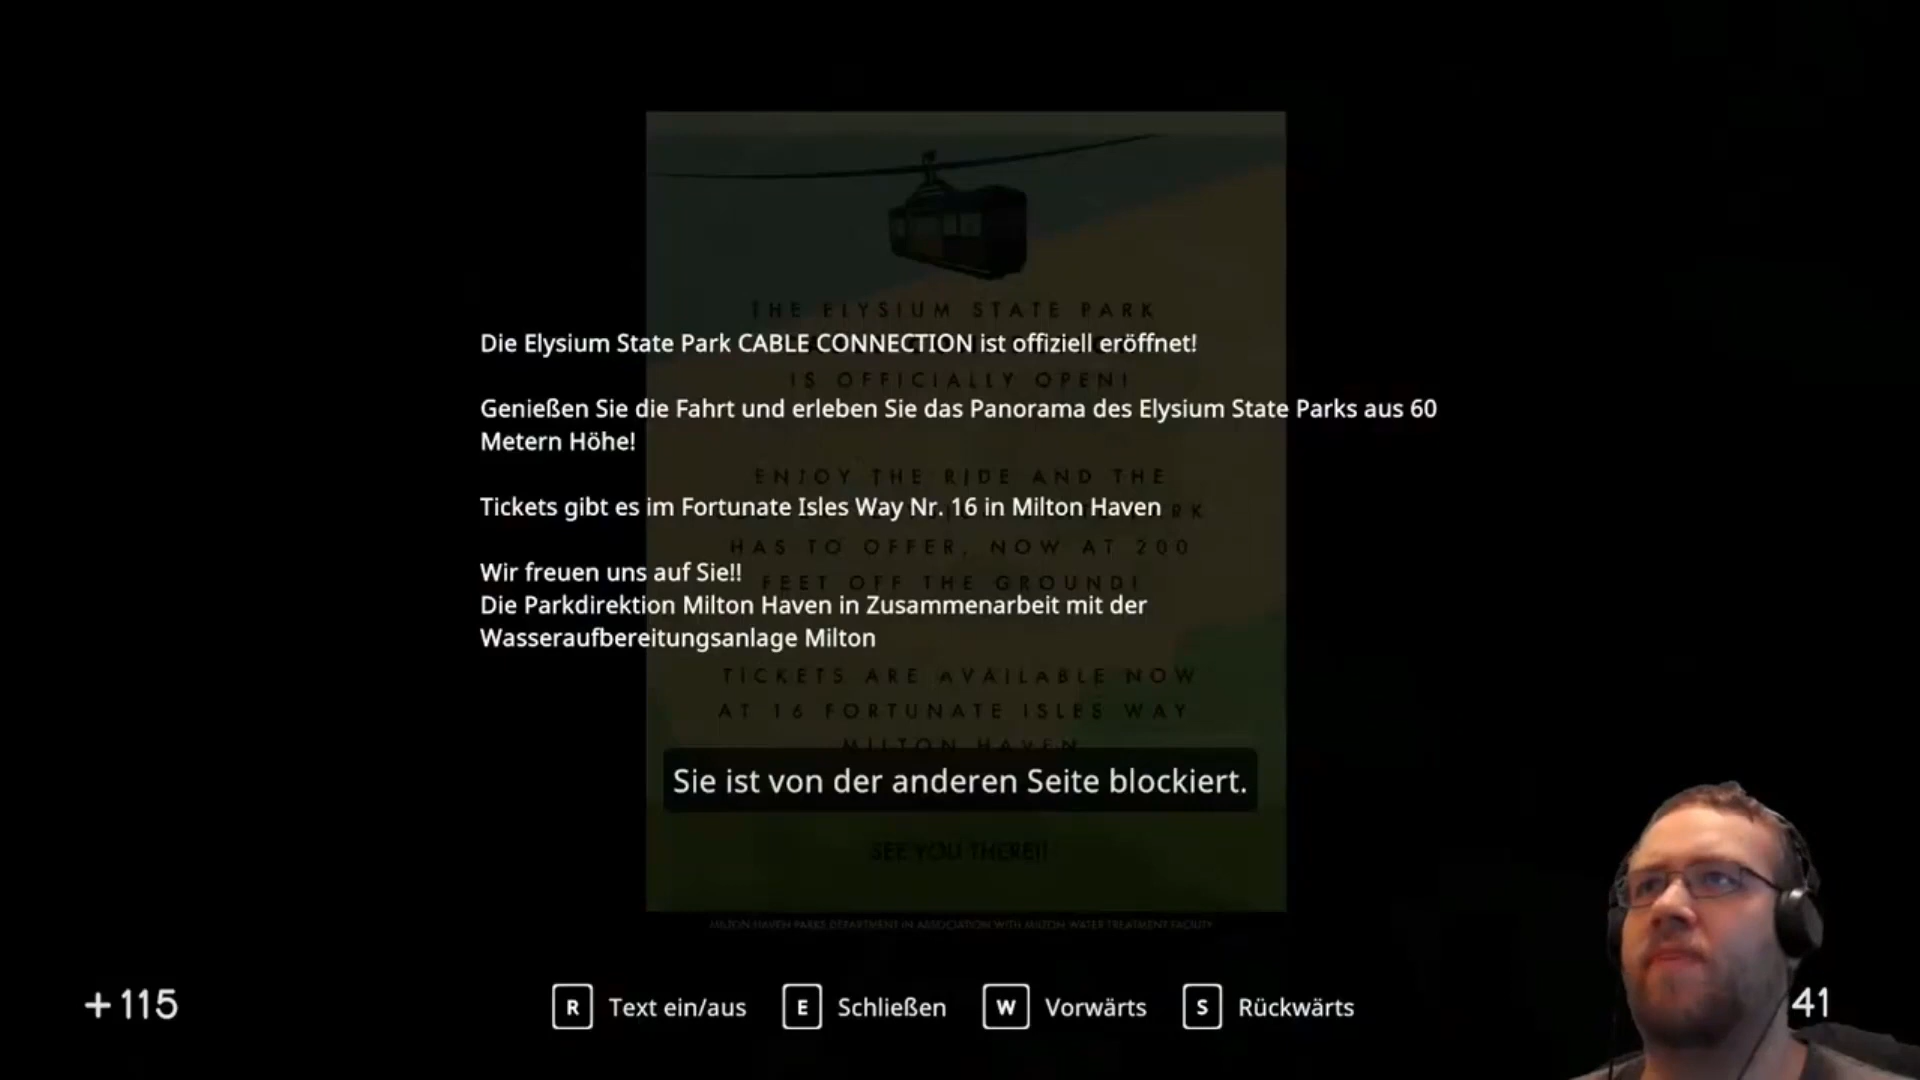 THE ELYSIUM STATE PARK
Die Elysium State Park CABLE CONNECTION ist offiziell eröffnet!
IS OFFICIALLY OPEN!
Genießen Sie die Fahrt und erleben Sie das Panorama des Elysium State Parks aus 60
Metern Höhe!
ENJOY THE RIDE AND THE
Tickets gibt es im Fortunate Isles Way Nr. 16 in Milton Haven
HAS TO OFFER, NOW AT 200
Wir freuen uns auf Sie!!
FEET OFF THE GROUND!
Die Parkdirektion Milton Haven in Zusammenarbeit mit der
Wasseraufbereitungsanlage Milton
TICKETS ARE AVAILABLE NOW
AT 16 FORTUNATE ISLES WAY
MILTON HAVEN
Sie ist von der anderen Seite blockiert.
SEE YOU THERE!!
MILTON HAVEN PARKS DEPARTMENT IN ASSOCIATION WITH MILTON WATER TREATMENT FACILITY
+115
R Text ein/aus E Schließen W Vorwärts S Rückwärts
41